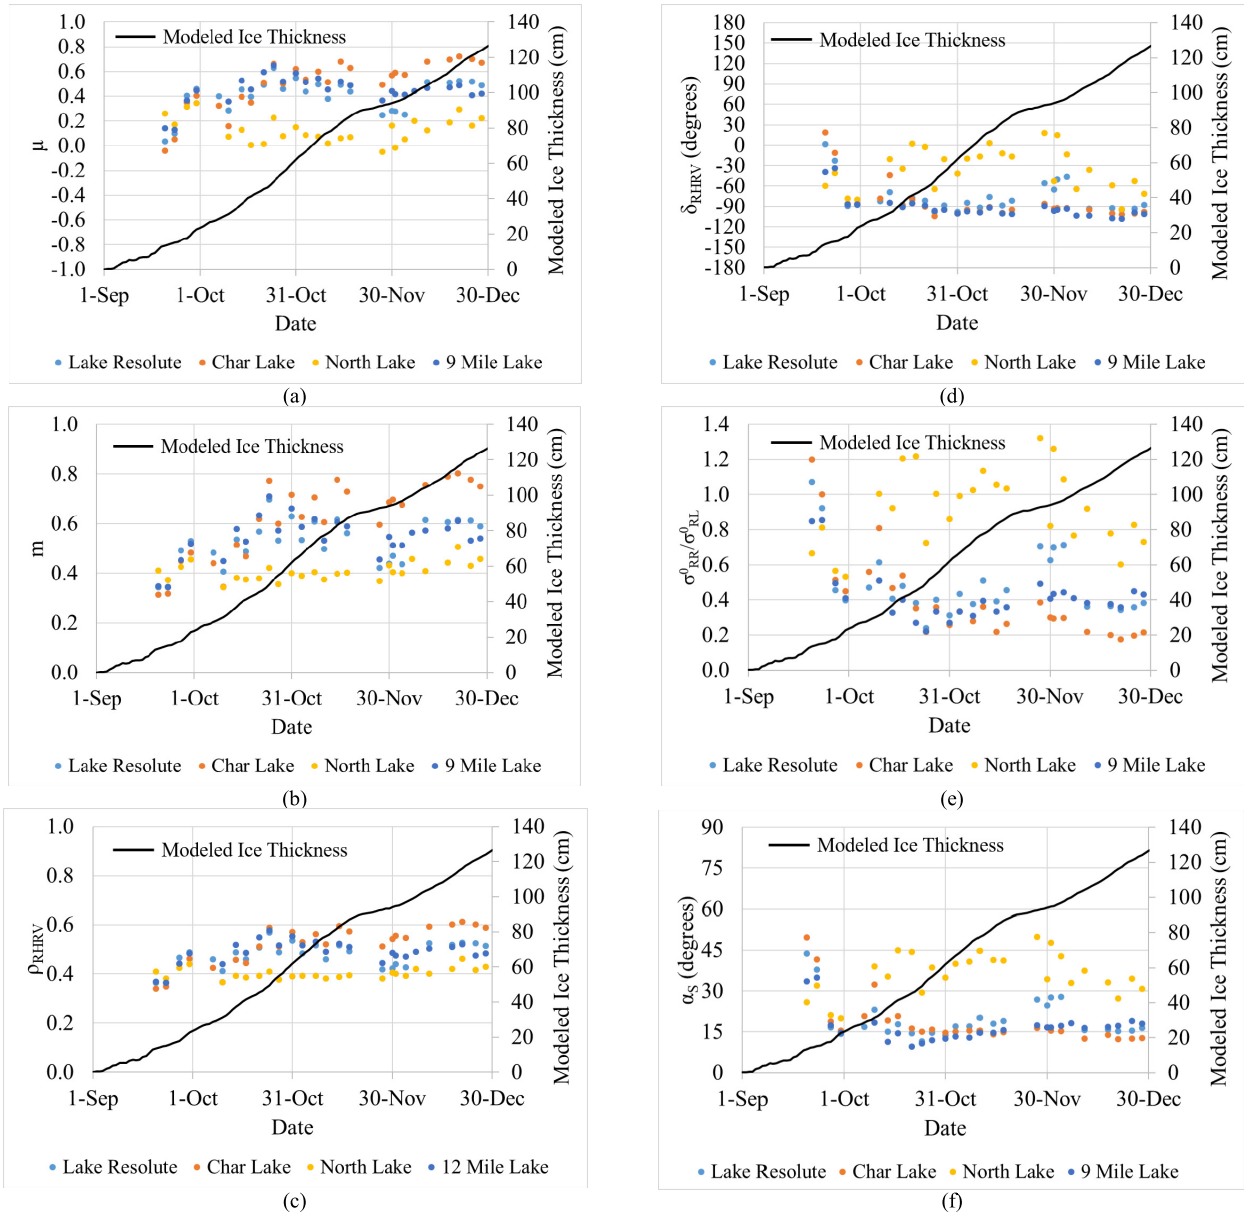 1.0
0.8
0.6
0.4
0.2
0.0
-0.2
-0.4
-0.6
-0.8
-1.0
μ
Modeled Ice Thickness
140
120
100
80
60
40
20
0
Modeled Ice Thickness (cm)
1-Sep 1-Oct 31-Oct 30-Nov 30-Dec
Date
Lake Resolute Char Lake North Lake 9 Mile Lake
(a)
180
150
120
90
60
30
0
-30
-60
-90
-120
-150
-180
δRHRV (degrees)
Modeled Ice Thickness
140
120
100
80
60
40
20
0
Modeled Ice Thickness (cm)
1-Sep 1-Oct 31-Oct 30-Nov 30-Dec
Date
Lake Resolute Char Lake North Lake 9 Mile Lake
(d)
1.0
0.8
0.6
0.4
0.2
0.0
m
Modeled Ice Thickness
140
120
100
80
60
40
20
0
Modeled Ice Thickness (cm)
1-Sep 1-Oct 31-Oct 30-Nov 30-Dec
Date
Lake Resolute Char Lake North Lake 9 Mile Lake
(b)
1.4
1.2
1.0
0.8
0.6
0.4
0.2
0.0
σ⁰RR/σ⁰RL
Modeled Ice Thickness
140
120
100
80
60
40
20
0
Modeled Ice Thickness (cm)
1-Sep 1-Oct 31-Oct 30-Nov 30-Dec
Date
Lake Resolute Char Lake North Lake 9 Mile Lake
(e)
1.0
0.8
0.6
0.4
0.2
0.0
ρRHRV
Modeled Ice Thickness
140
120
100
80
60
40
20
0
Modeled Ice Thickness (cm)
1-Sep 1-Oct 31-Oct 30-Nov 30-Dec
Date
Lake Resolute Char Lake North Lake 12 Mile Lake
(c)
90
75
60
45
30
15
0
αS (degrees)
Modeled Ice Thickness
140
120
100
80
60
40
20
0
Modeled Ice Thickness (cm)
1-Sep 1-Oct 31-Oct 30-Nov 30-Dec
Date
Lake Resolute Char Lake North Lake 9 Mile Lake
(f)